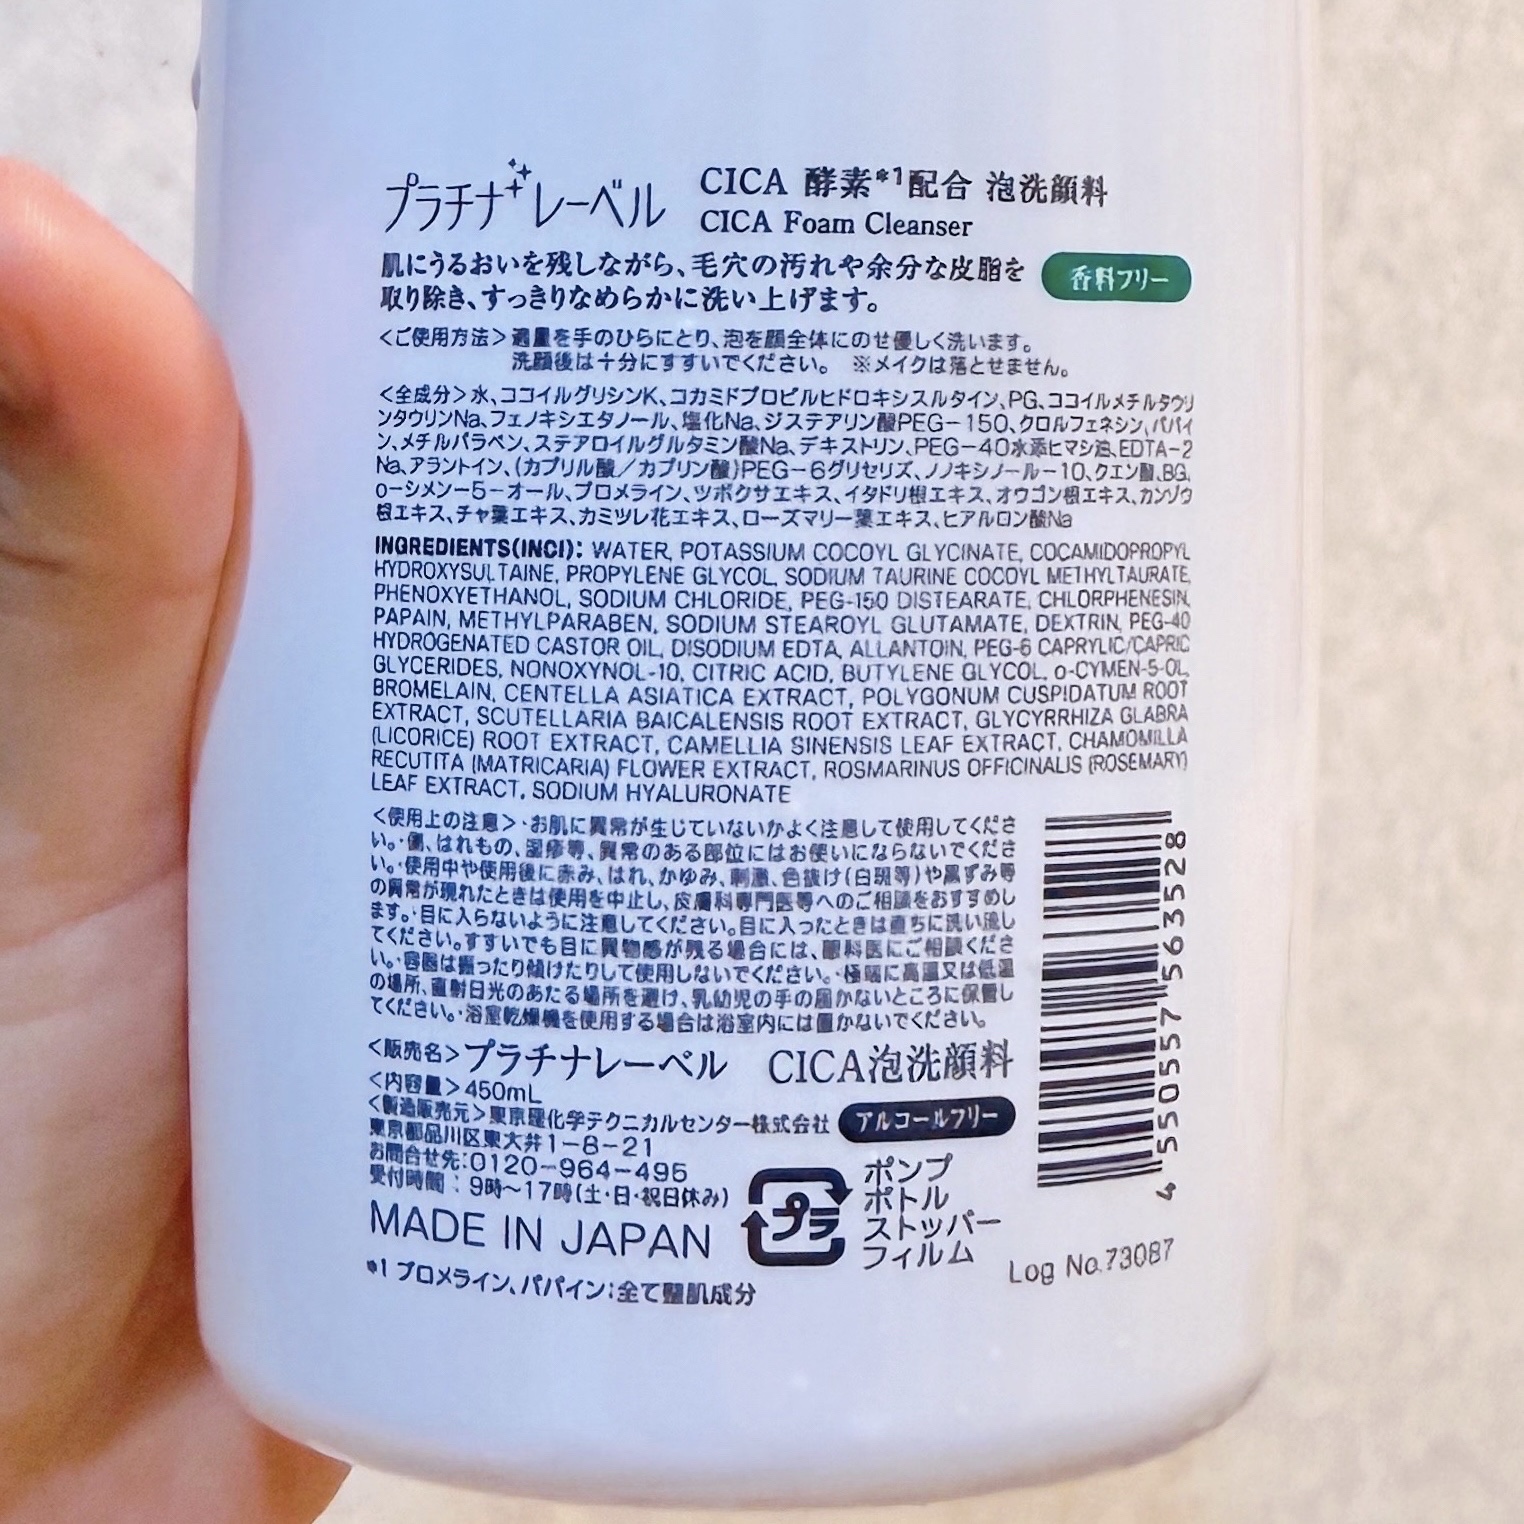 プラチナレーベル CICA 酵素*1配合 泡洗顔料
CICA Foam Cleanser
肌にうるおいを残しながら、毛穴の汚れや余分な皮脂を
取り除き、すっきりなめらかに洗い上げます。
香料フリー
＜ご使用方法＞適量を手のひらにとり、泡を顔全体にのせ優しく洗います。
洗顔後は十分にすすいでください。 ※メイクは落とせません。
＜全成分＞水、ココイルグリシンK、コカミドプロピルヒドロキシスルタイン、PG、ココイルメチルタウリ
ンタウリンNa、フェノキシエタノール、塩化Na、ジステアリン酸PEG－150、クロルフェネシン、パパイ
ン、メチルパラベン、ステアロイルグルタミン酸Na、デキストリン、PEG－40水添ヒマシ油、EDTA－2
Na、アラントイン、(カプリル酸／カプリン酸)PEG－6グリセリズ、ノノキシノール－10、クエン酸、BG、
o－シメン－5－オール、ブロメライン、ツボクサエキス、イタドリ根エキス、オウゴン根エキス、カンゾウ
根エキス、チャ葉エキス、カミツレ花エキス、ローズマリー葉エキス、ヒアルロン酸Na
INGREDIENTS(INCI): WATER, POTASSIUM COCOYL GLYCINATE, COCAMIDOPROPYL
HYDROXYSULTAINE, PROPYLENE GLYCOL, SODIUM TAURINE COCOYL METHYLTAURATE,
PHENOXYETHANOL, SODIUM CHLORIDE, PEG-150 DISTEARATE, CHLORPHENESIN,
PAPAIN, METHYLPARABEN, SODIUM STEAROYL GLUTAMATE, DEXTRIN, PEG-40
HYDROGENATED CASTOR OIL, DISODIUM EDTA, ALLANTOIN, PEG-6 CAPRYLIC/CAPRIC
GLYCERIDES, NONOXYNOL-10, CITRIC ACID, BUTYLENE GLYCOL, o-CYMEN-5-OL,
BROMELAIN, CENTELLA ASIATICA EXTRACT, POLYGONUM CUSPIDATUM ROOT
EXTRACT, SCUTELLARIA BAICALENSIS ROOT EXTRACT, GLYCYRRHIZA GLABRA
(LICORICE) ROOT EXTRACT, CAMELLIA SINENSIS LEAF EXTRACT, CHAMOMILLA
RECUTITA (MATRICARIA) FLOWER EXTRACT, ROSMARINUS OFFICINALIS (ROSEMARY)
LEAF EXTRACT, SODIUM HYALURONATE
＜使用上の注意＞・お肌に異常が生じていないかよく注意して使用してくださ
い。・傷、はれもの、湿疹等、異常のある部位にはお使いにならないでくださ
い。・使用中や使用後に赤み、はれ、かゆみ、刺激、色抜け(白斑等)や黒ずみ等
の異常が現れたときは使用を中止し、皮膚科専門医等へのご相談をおすすめし
ます。・目に入らないように注意してください。目に入ったときは直ちに洗い流し
てください。すすいでも目に異物感が残る場合には、眼科医にご相談くださ
い。・容器は振ったり傾けたりして使用しないでください。・極端に高温又は低温
の場所、直射日光のあたる場所を避け、乳幼児の手の届かないところに保管し
てください。・浴室乾燥機を使用する場合は浴室内には置かないでください。
＜販売名＞プラチナレーベル CICA泡洗顔料
＜内容量＞450mL
＜製造販売元＞東京理化学テクニカルセンター株式会社
アルコールフリー
東京都品川区東大井1－8－21
お問合せ先:0120－964－495
受付時間：9時～17時(土・日・祝日休み)
MADE IN JAPAN
プラ
ポンプ
ボトル
ストッパー
フィルム
*1 ブロメライン、パパイン：全て整肌成分
Log No.73087
4 550557 563528